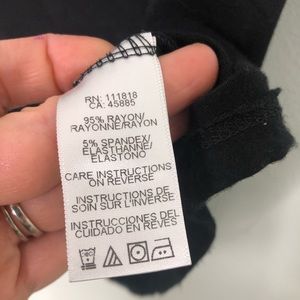 RN: 111818
CA: 45885
95% RAYON/
RAYONNE/RAYON
5% SPANDEX/
ELASTHANNE/
ELASTONO
CARE INSTRUCTIONS
ON REVERSE
INSTRUCTIONS DE
SOIN SUR L'INVERSE
INSTRUCCIONES DEL
CUIDADO EN REVES